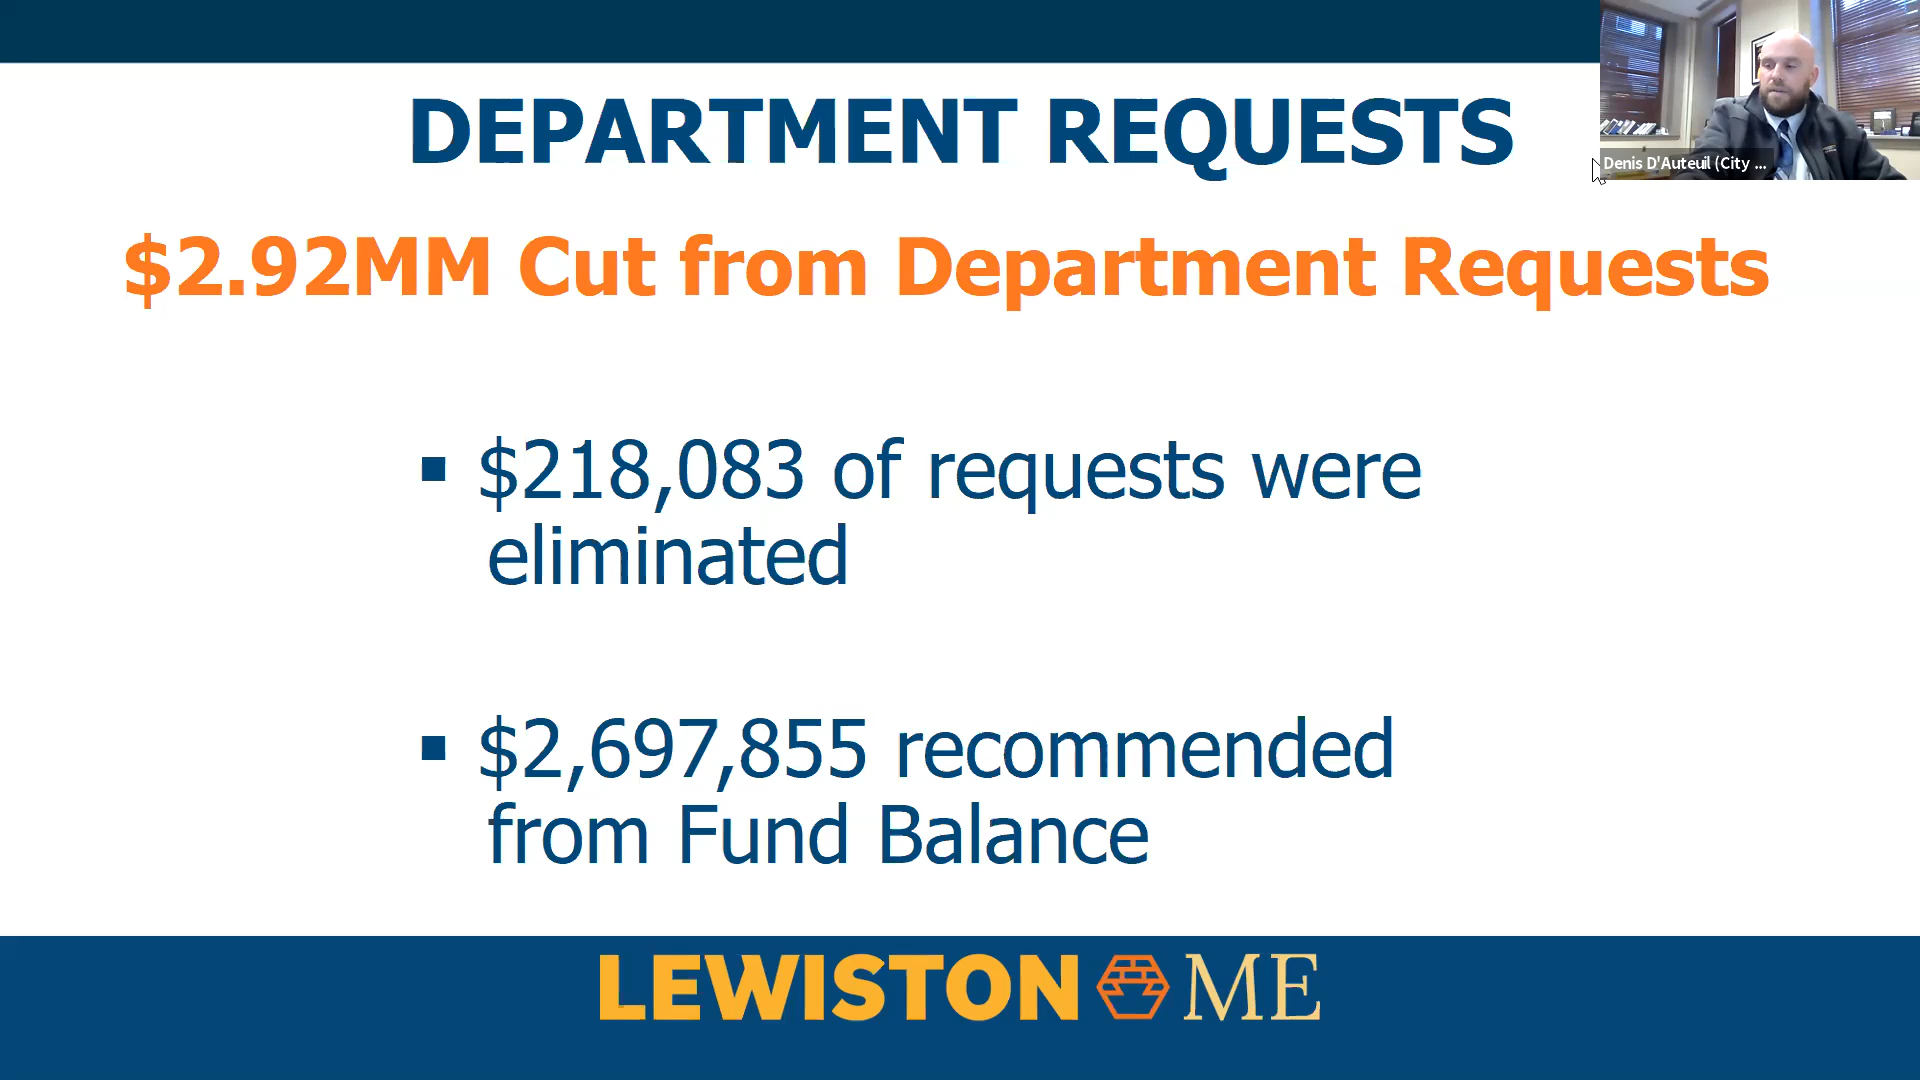 DEPARTMENT REQUESTS
Denis D'Auteuil (City ...
$2.92MM Cut from Department Requests
▪ $218,083 of requests were
eliminated
▪ $2,697,855 recommended
from Fund Balance
LEWISTON ME